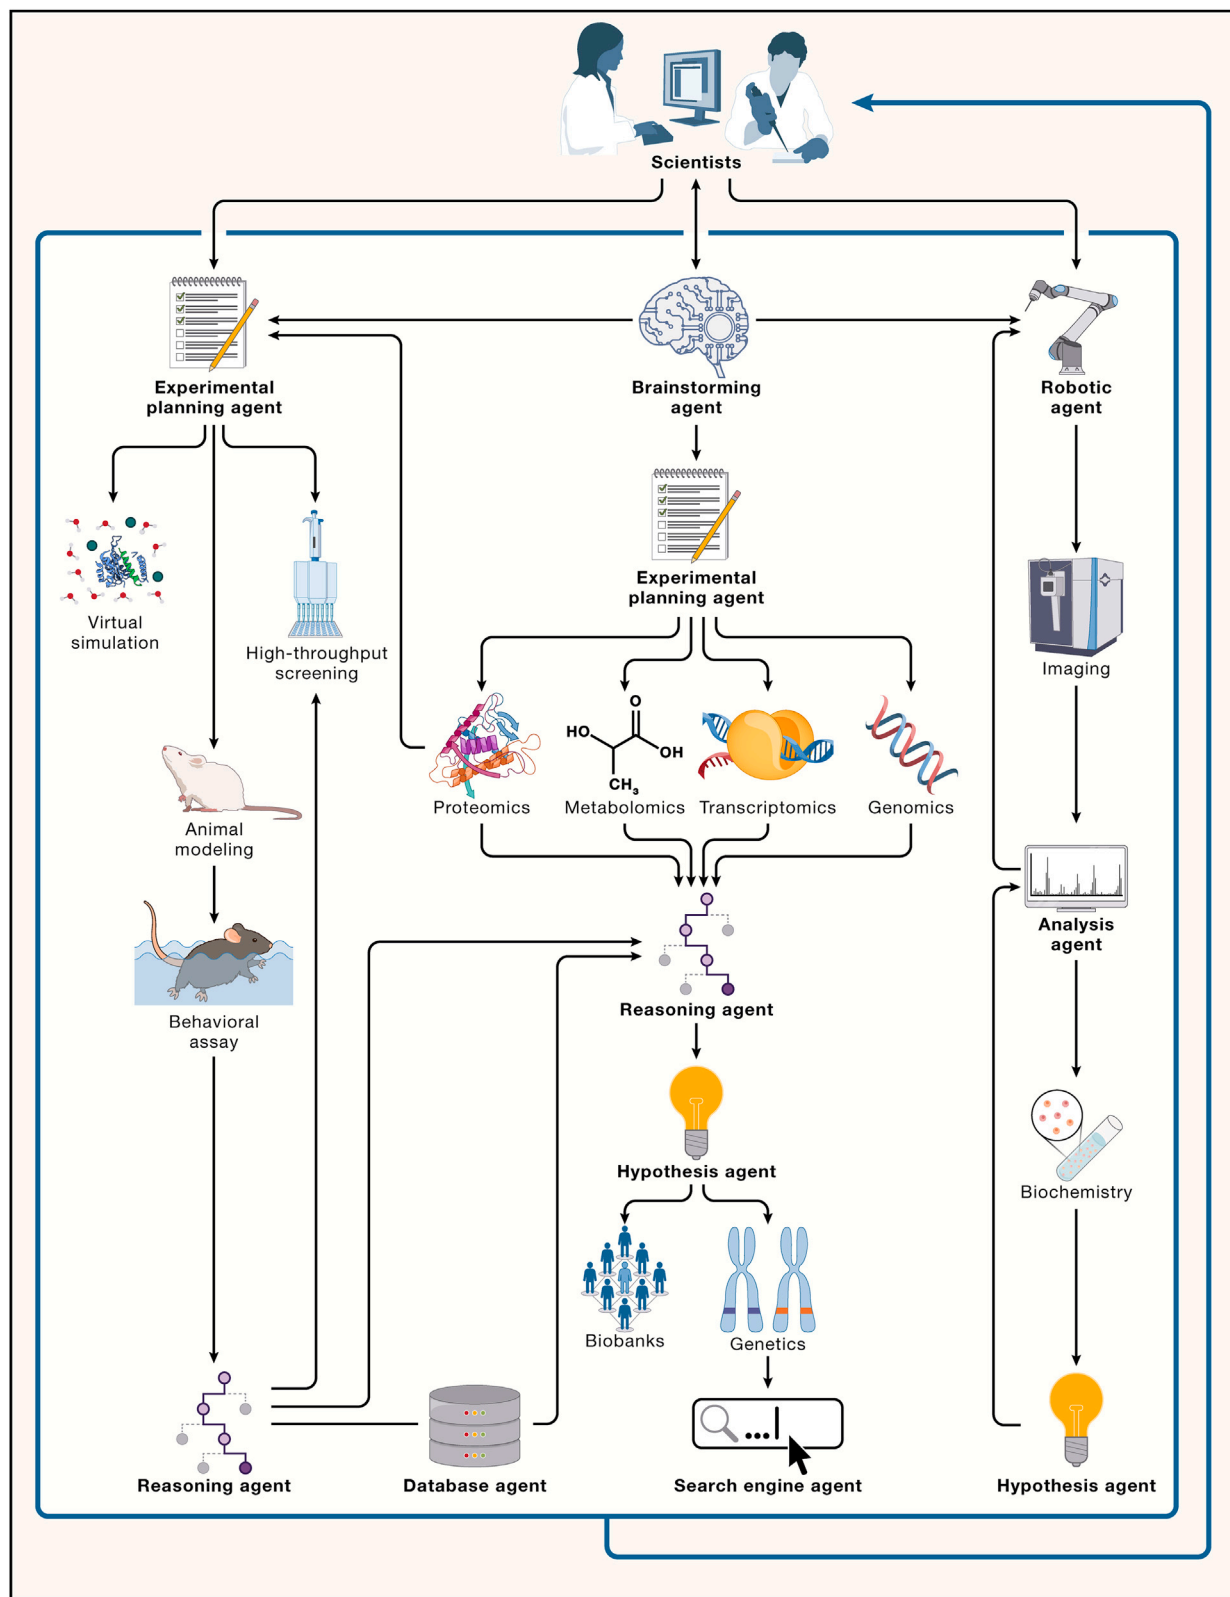 Scientists
Experimental
planning agent
Brainstorming
agent
Robotic
agent
Virtual
simulation
High-throughput
screening
Experimental
planning agent
Imaging
HO
O
OH
CH₃
Proteomics
Metabolomics
Transcriptomics
Genomics
Animal
modeling
Analysis
agent
Behavioral
assay
Reasoning agent
Hypothesis agent
Biochemistry
Biobanks
Genetics
...
Reasoning agent
Database agent
Search engine agent
Hypothesis agent